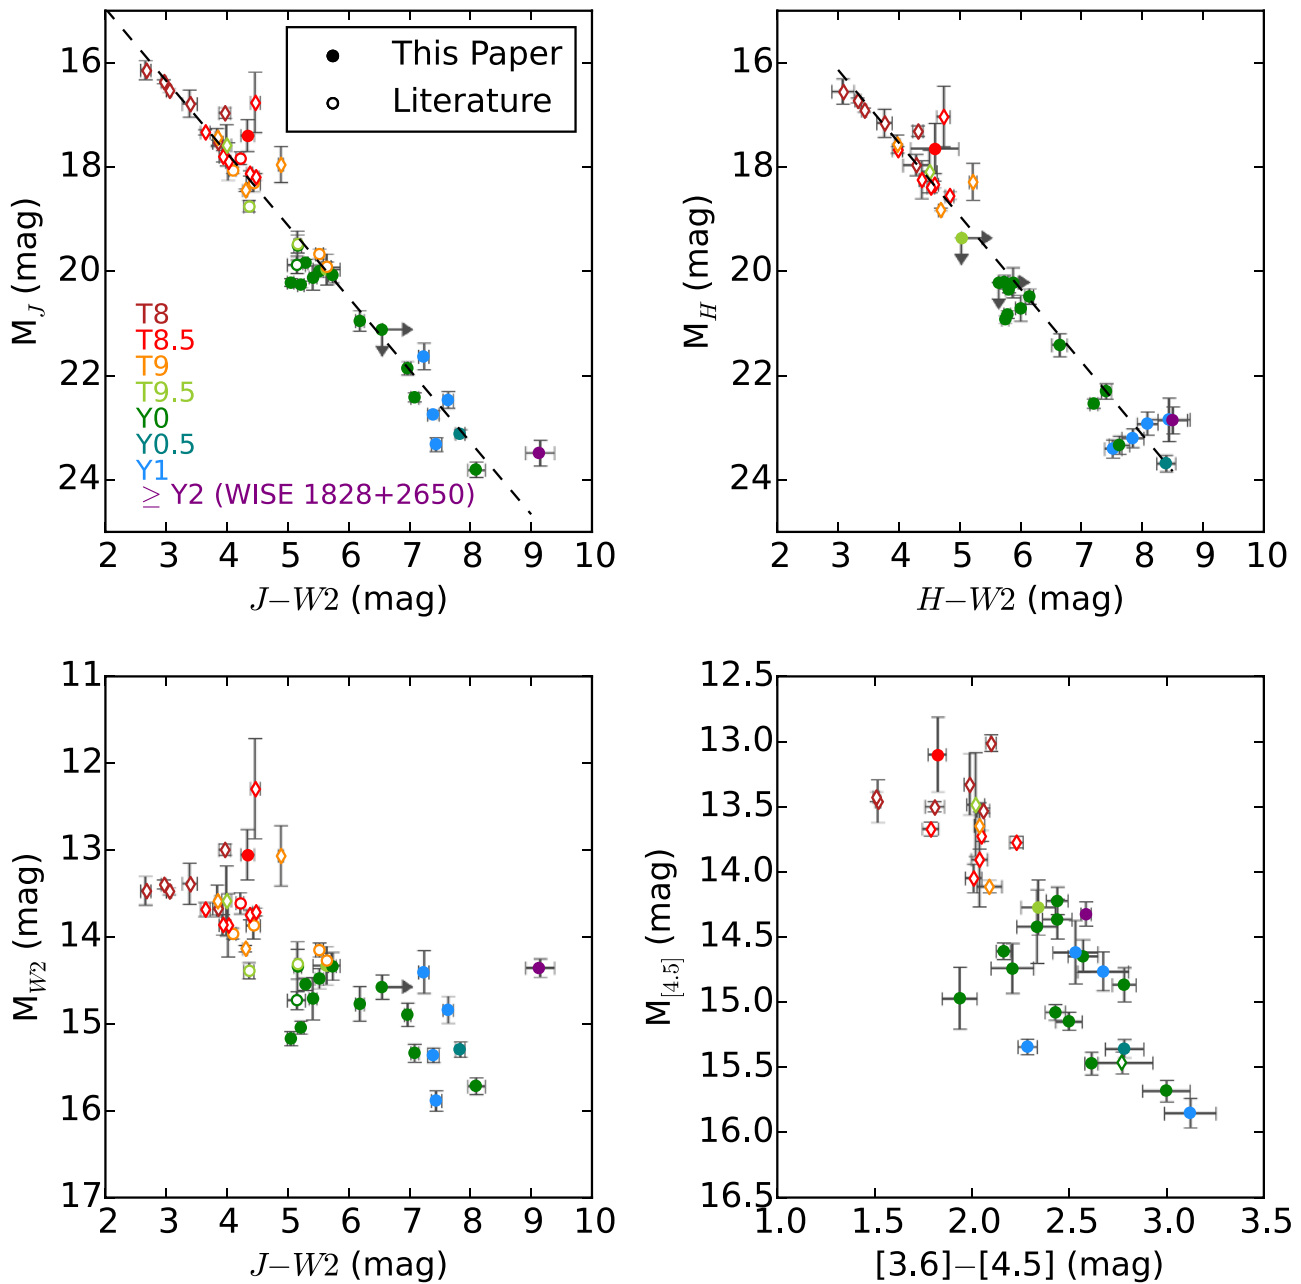 16
18
20
22
24
M_J (mag)
This Paper
Literature
T8
T8.5
T9
T9.5
Y0
Y0.5
Y1
≥ Y2 (WISE 1828+2650)
2 3 4 5 6 7 8 9 10
J−W2 (mag)
16
18
20
22
24
M_H (mag)
2 3 4 5 6 7 8 9 10
H−W2 (mag)
11
12
13
14
15
16
17
M_W2 (mag)
2 3 4 5 6 7 8 9 10
J−W2 (mag)
12.5
13.0
13.5
14.0
14.5
15.0
15.5
16.0
16.5
M_[4.5] (mag)
1.0 1.5 2.0 2.5 3.0 3.5
[3.6]−[4.5] (mag)